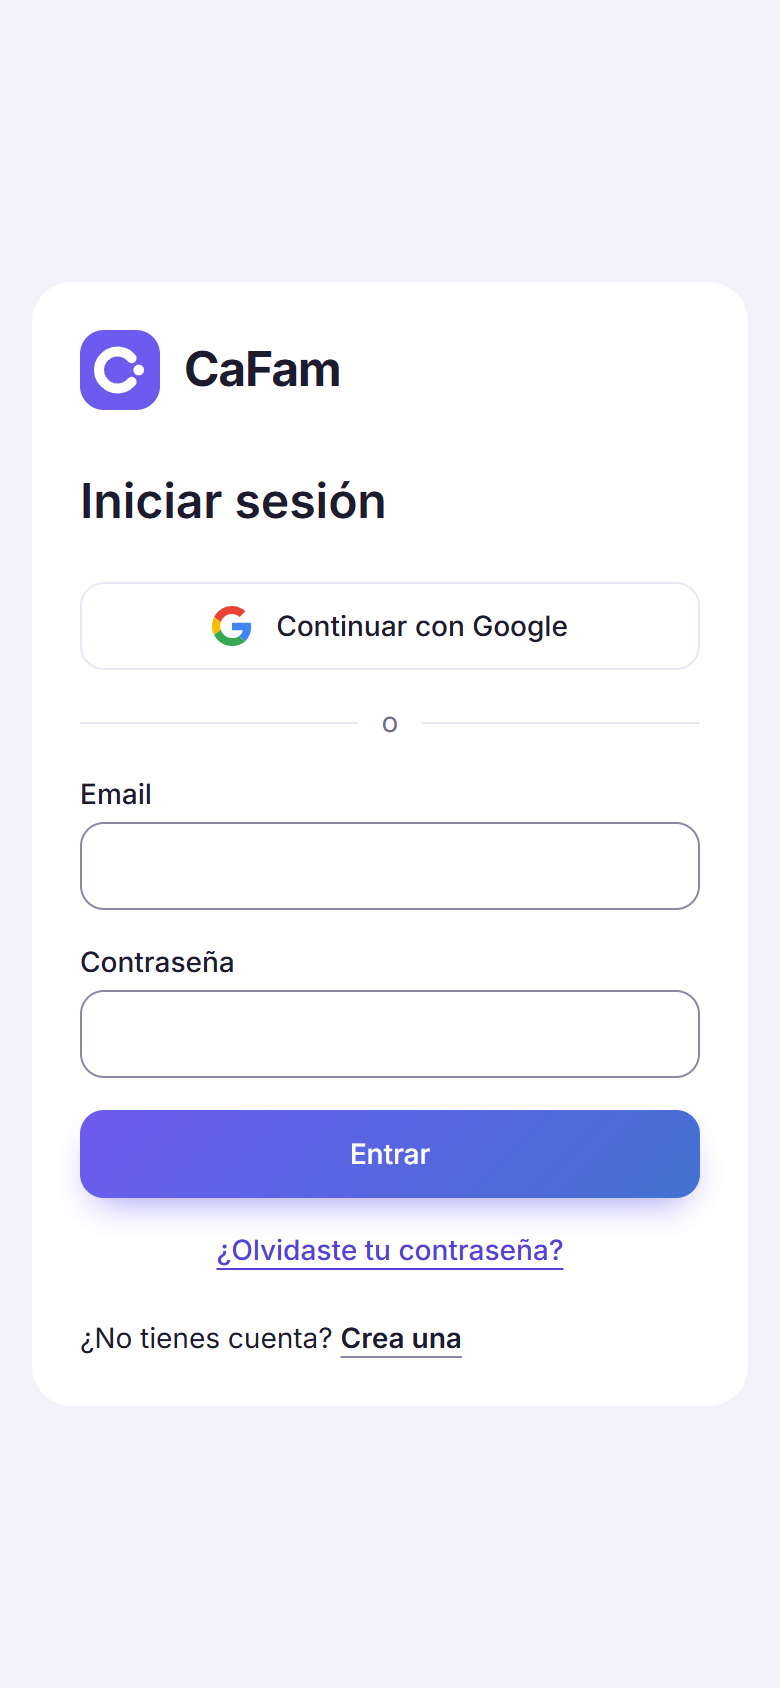 CaFam
Iniciar sesión
Continuar con Google
o
Email
Contraseña
Entrar
¿Olvidaste tu contraseña?
¿No tienes cuenta? Crea una